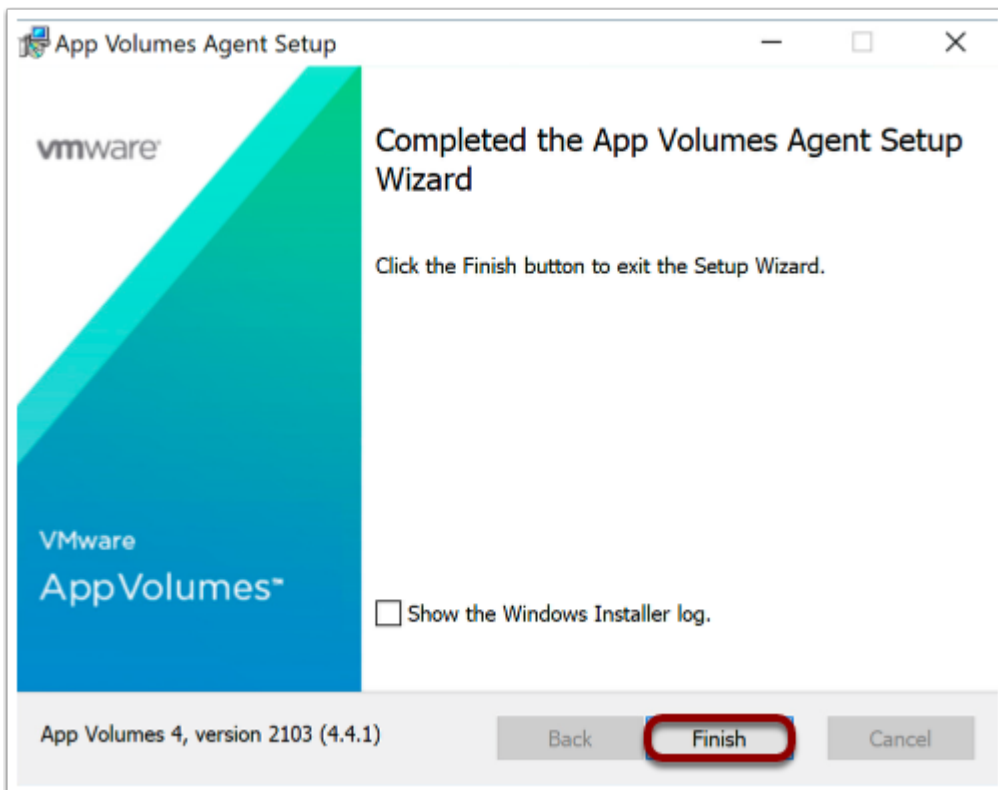 App Volumes Agent Setup
vmware®
Completed the App Volumes Agent Setup
Wizard
Click the Finish button to exit the Setup Wizard.
VMware
App Volumes™
Show the Windows Installer log.
App Volumes 4, version 2103 (4.4.1)
Back
Finish
Cancel